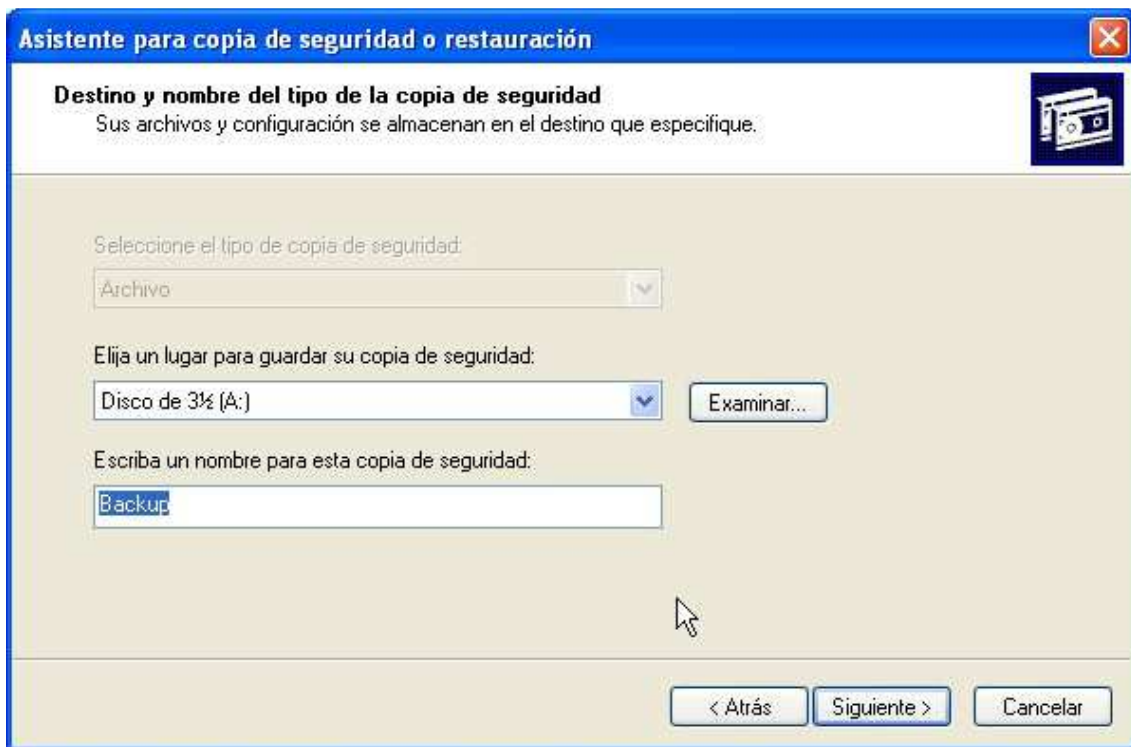 Asistente para copia de seguridad o restauración
Destino y nombre del tipo de la copia de seguridad
Sus archivos y configuración se almacenan en el destino que especifique.
Seleccione el tipo de copia de seguridad:
Archivo
Elija un lugar para guardar su copia de seguridad:
Disco de 3½ (A:)
Examinar...
Escriba un nombre para esta copia de seguridad:
Backup
< Atrás
Siguiente >
Cancelar